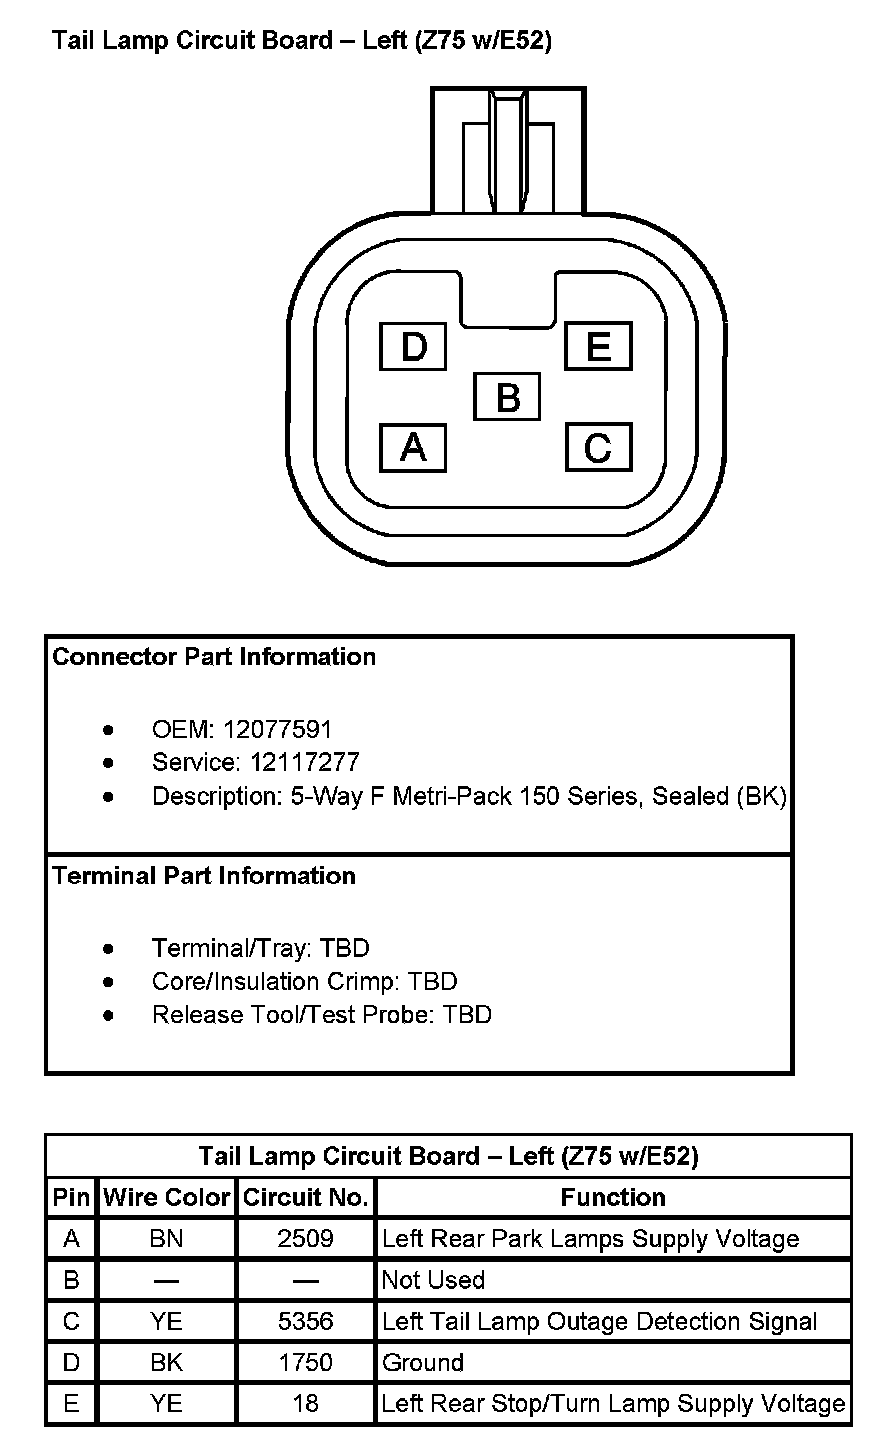 Tail Lamp Circuit Board – Left (Z75 w/E52)
D
E
B
A
C
Connector Part Information
• OEM: 12077591
• Service: 12117277
• Description: 5-Way F Metri-Pack 150 Series, Sealed (BK)
Terminal Part Information
• Terminal/Tray: TBD
• Core/Insulation Crimp: TBD
• Release Tool/Test Probe: TBD
Tail Lamp Circuit Board – Left (Z75 w/E52)
Pin Wire Color Circuit No. Function
A BN 2509 Left Rear Park Lamps Supply Voltage
B — — Not Used
C YE 5356 Left Tail Lamp Outage Detection Signal
D BK 1750 Ground
E YE 18 Left Rear Stop/Turn Lamp Supply Voltage